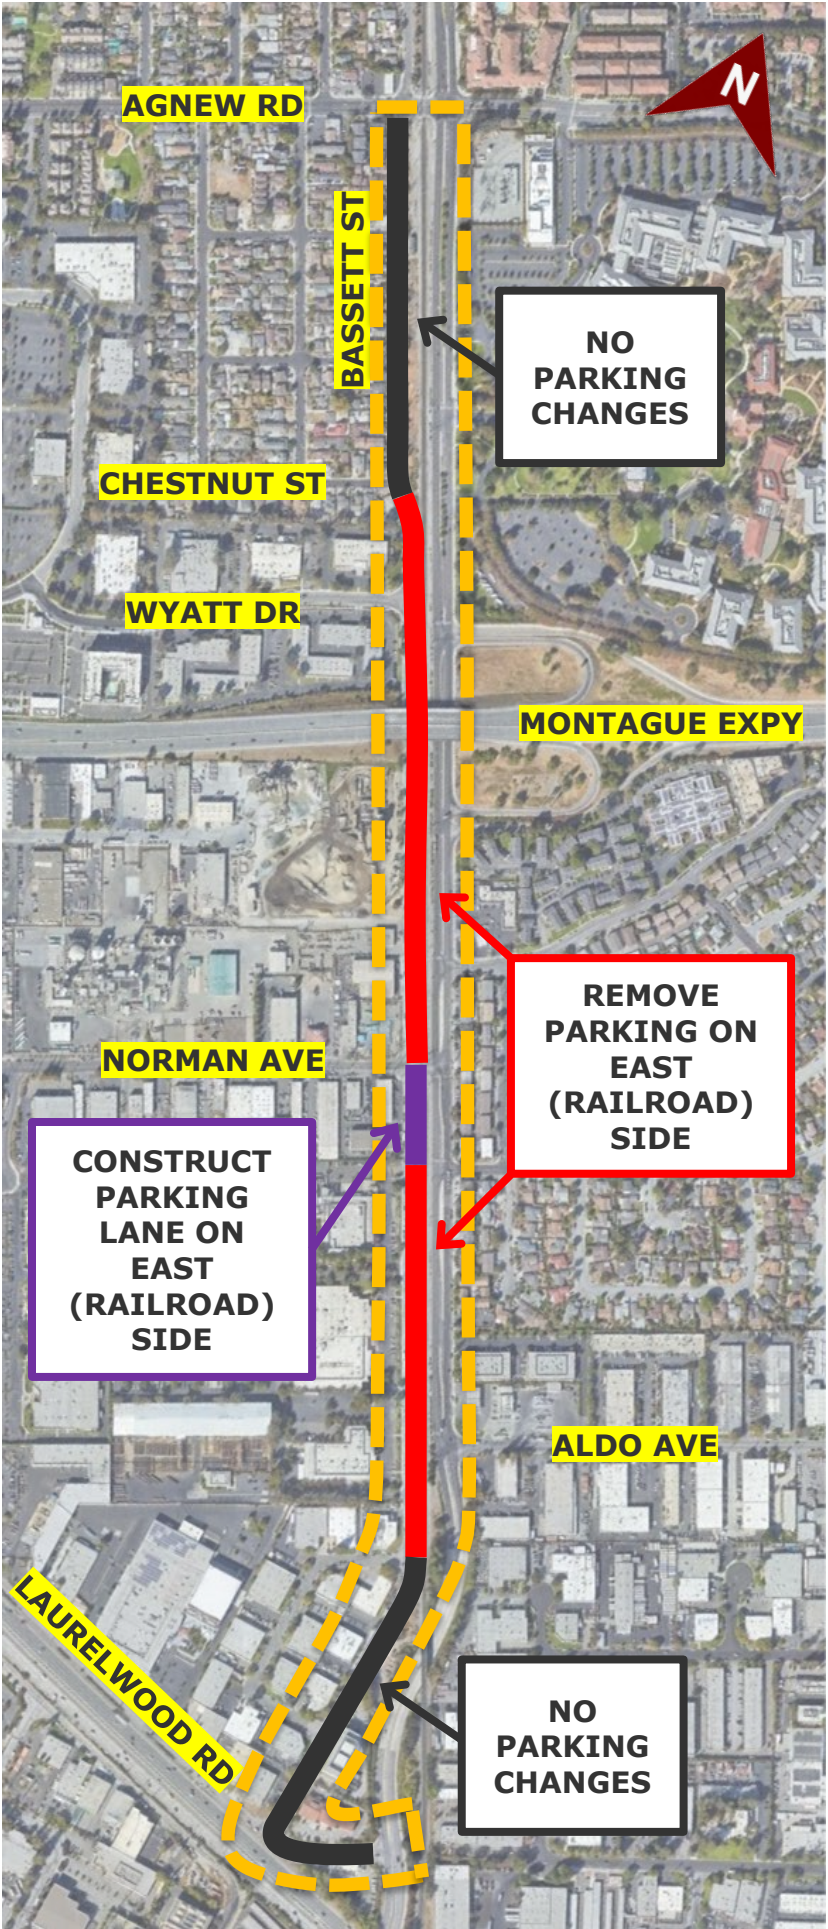 N
AGNEW RD
BASSETT ST
NO
PARKING
CHANGES
CHESTNUT ST
WYATT DR
MONTAGUE EXPY
REMOVE
PARKING ON
EAST
(RAILROAD)
SIDE
NORMAN AVE
CONSTRUCT
PARKING
LANE ON
EAST
(RAILROAD)
SIDE
ALDO AVE
LAURELWOOD RD
NO
PARKING
CHANGES